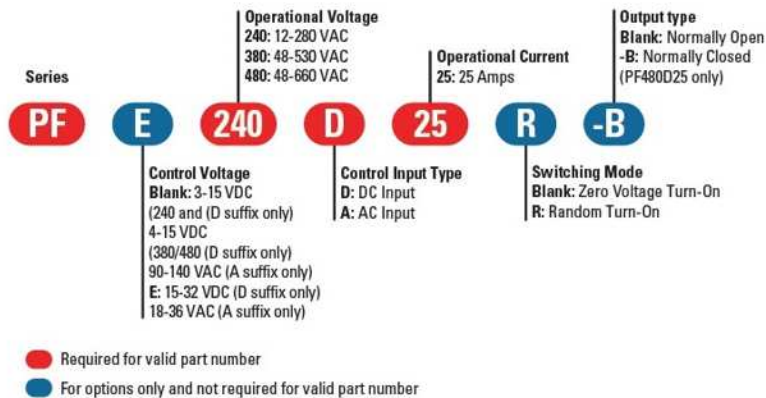 Operational Voltage
240: 12-280 VAC
380: 48-530 VAC
480: 48-660 VAC
Output type
Blank: Normally Open
-B: Normally Closed
(PF480D25 only)
Operational Current
25: 25 Amps
Series
PF E 240 D 25 R -B
Control Voltage
Blank: 3-15 VDC
(240 and (D suffix only)
4-15 VDC
(380/480 (D suffix only)
90-140 VAC (A suffix only)
E: 15-32 VDC (D suffix only)
18-36 VAC (A suffix only)
Control Input Type
D: DC Input
A: AC Input
Switching Mode
Blank: Zero Voltage Turn-On
R: Random Turn-On
Required for valid part number
For options only and not required for valid part number